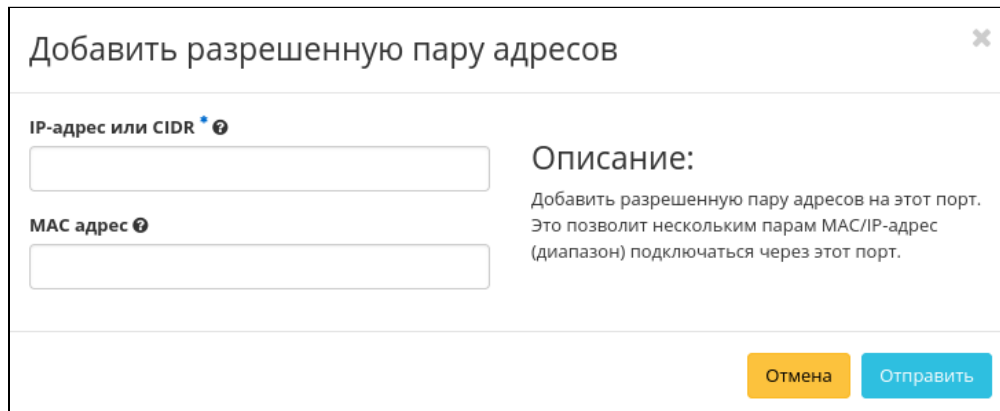 Добавить разрешенную пару адресов
×
IP-адрес или CIDR *
Описание:
Добавить разрешенную пару адресов на этот порт.
Это позволит нескольким парам MAC/IP-адрес
(диапазон) подключаться через этот порт.
MAC адрес
Отмена
Отправить